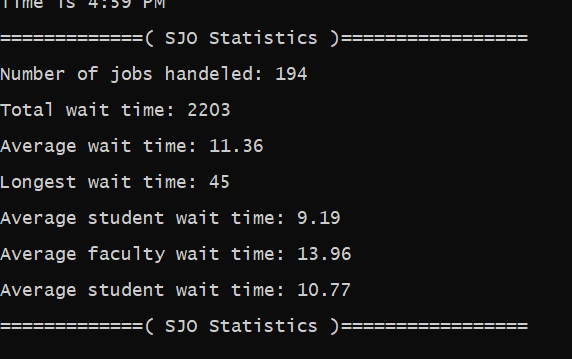 Time is 4:59 PM
=============( SJO Statistics )=================
Number of jobs handeled: 194
Total wait time: 2203
Average wait time: 11.36
Longest wait time: 45
Average student wait time: 9.19
Average faculty wait time: 13.96
Average student wait time: 10.77
=============( SJO Statistics )=================